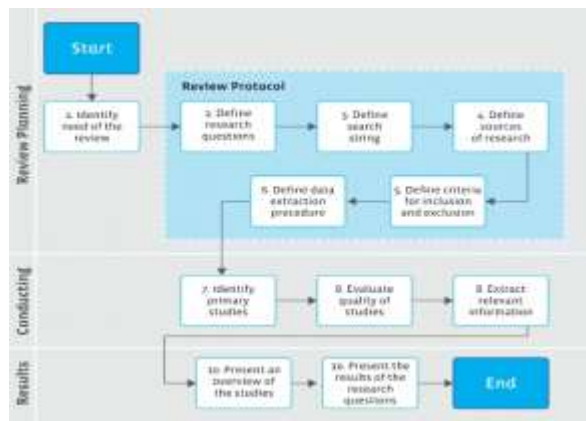 Start
Review Planning
Review Protocol
1. Identify
need of the
review
2. Define
research
questions
3. Define
search
string
4. Define
sources
of research
6. Define data
extraction
procedure
5. Define criteria
for inclusion
and exclusion
Conducting
7. Identify
primary
studies
8. Evaluate
quality of
studies
Extract
relevant
information
Results
10. Present an
overview of
the studies
Present the
results of the
research
questions
End